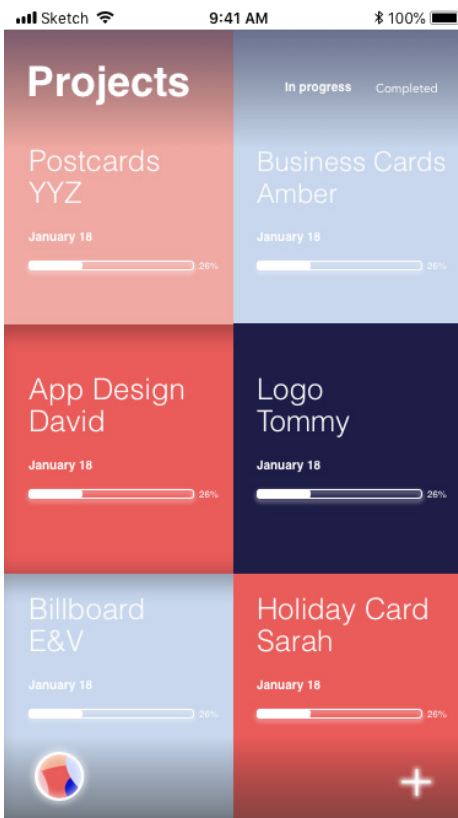 Sketch 9:41 AM 100%
Projects
In progress Completed
Postcards
YYZ
January 18
26%
Business Cards
Amber
January 18
26%
App Design
David
January 18
26%
Logo
Tommy
January 18
26%
Billboard
E&V
January 18
26%
Holiday Card
Sarah
January 18
26%